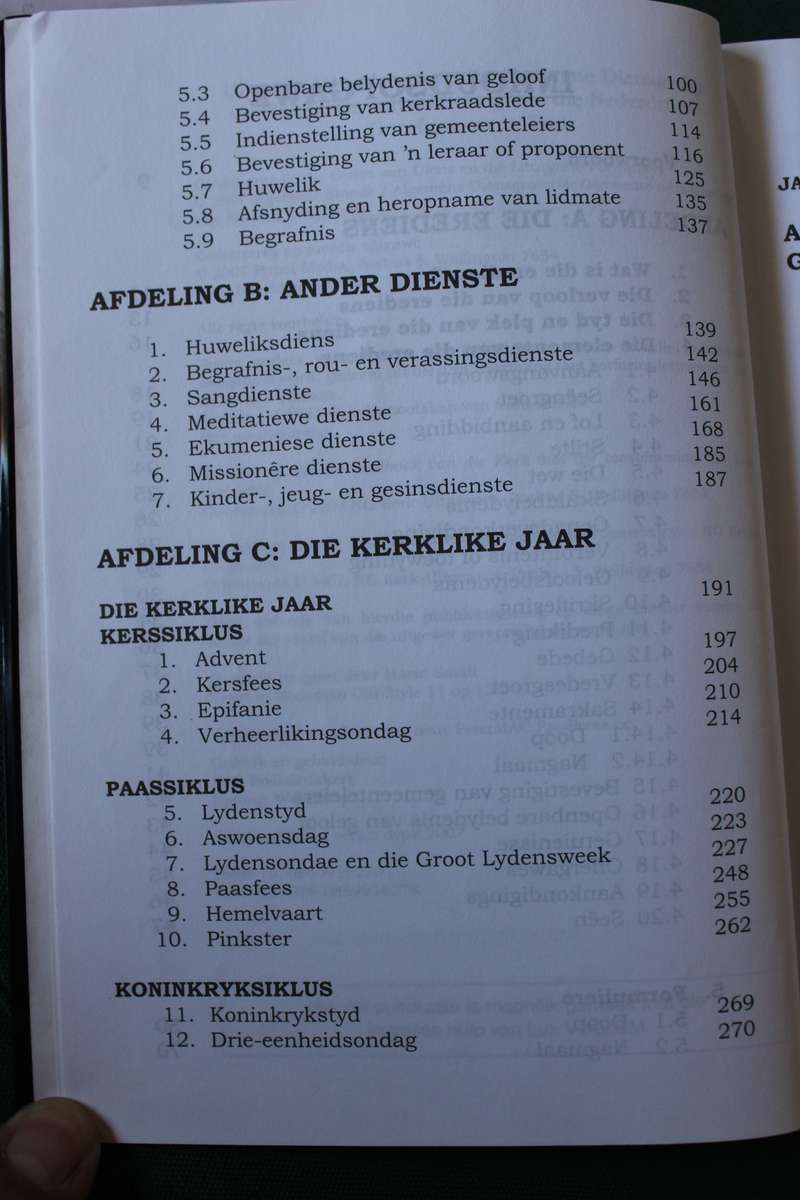 5.3 Openbare belydenis van geloof 100
5.4 Bevestiging van kerkraadslede 107
5.5 Indienstelling van gemeenteleiers 114
5.6 Bevestiging van 'n leraar of proponent 116
5.7 Huwelik 125
5.8 Afsnyding en heropname van lidmate 135
5.9 Begrafnis 137
AFDELING B: ANDER DIENSTE
1. Huweliksdiens 139
2. Begrafnis-, rou- en verassingsdienste 142
3. Sangdienste 146
4. Meditatiewe dienste 161
5. Ekumeniese dienste 168
6. Missionêre dienste 185
7. Kinder-, jeug- en gesinsdienste 187
AFDELING C: DIE KERKLIKE JAAR
DIE KERKLIKE JAAR 191
KERSSIKLUS
1. Advent 197
2. Kersfees 204
3. Epifanie 210
4. Verheerlikingsondag 214
PAASSIKLUS
5. Lydenstyd 220
6. Aswoensdag 223
7. Lydensondae en die Groot Lydensweek 227
8. Paasfees 248
9. Hemelvaart 255
10. Pinkster 262
KONINKRYKSIKLUS
11. Koninkrykstyd 269
12. Drie-eenheidsondag 270